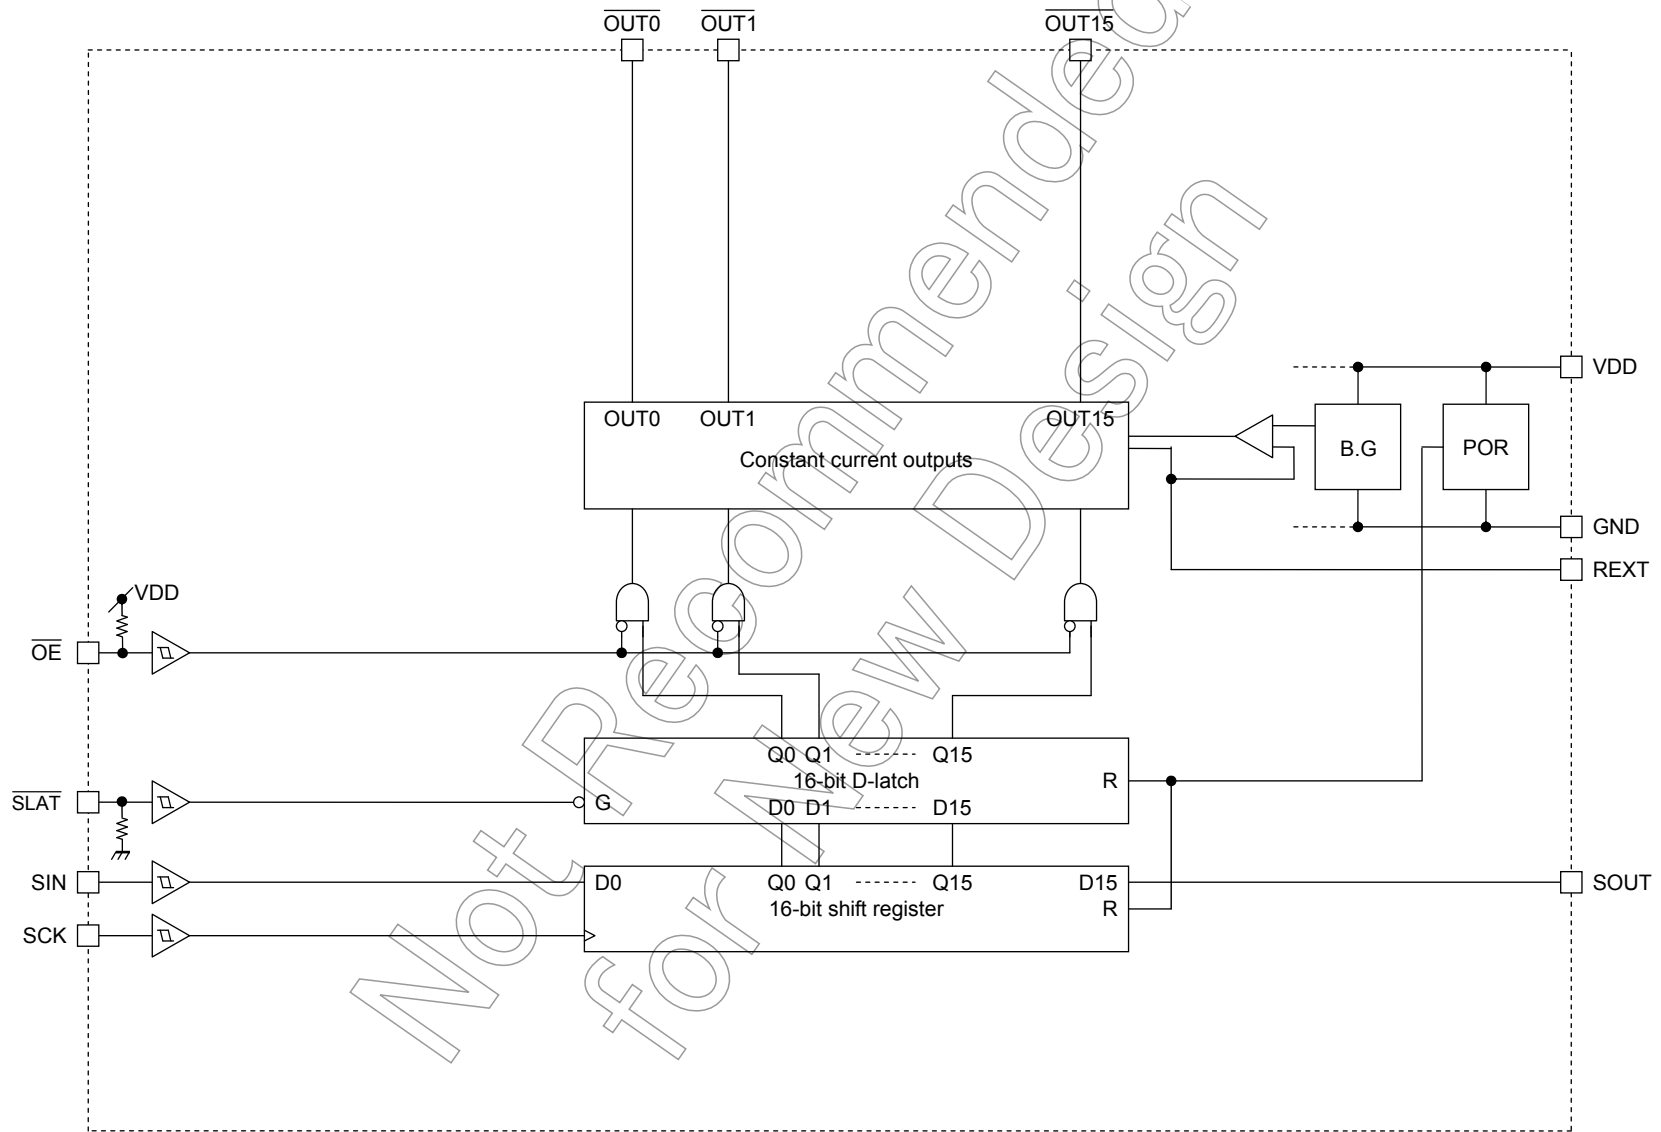 OUT0 OUT1 OUT15
VDD
OUT0 OUT1 OUT15
Constant current outputs
B.G
POR
GND
REXT
VDD
OE
Q0 Q1 -------- Q15
16-bit D-latch
R
SLAT
G
D0 D1 -------- D15
SIN
D0
Q0 Q1 -------- Q15
D15
SOUT
16-bit shift register
R
SCK
Not Recommended
for New Design